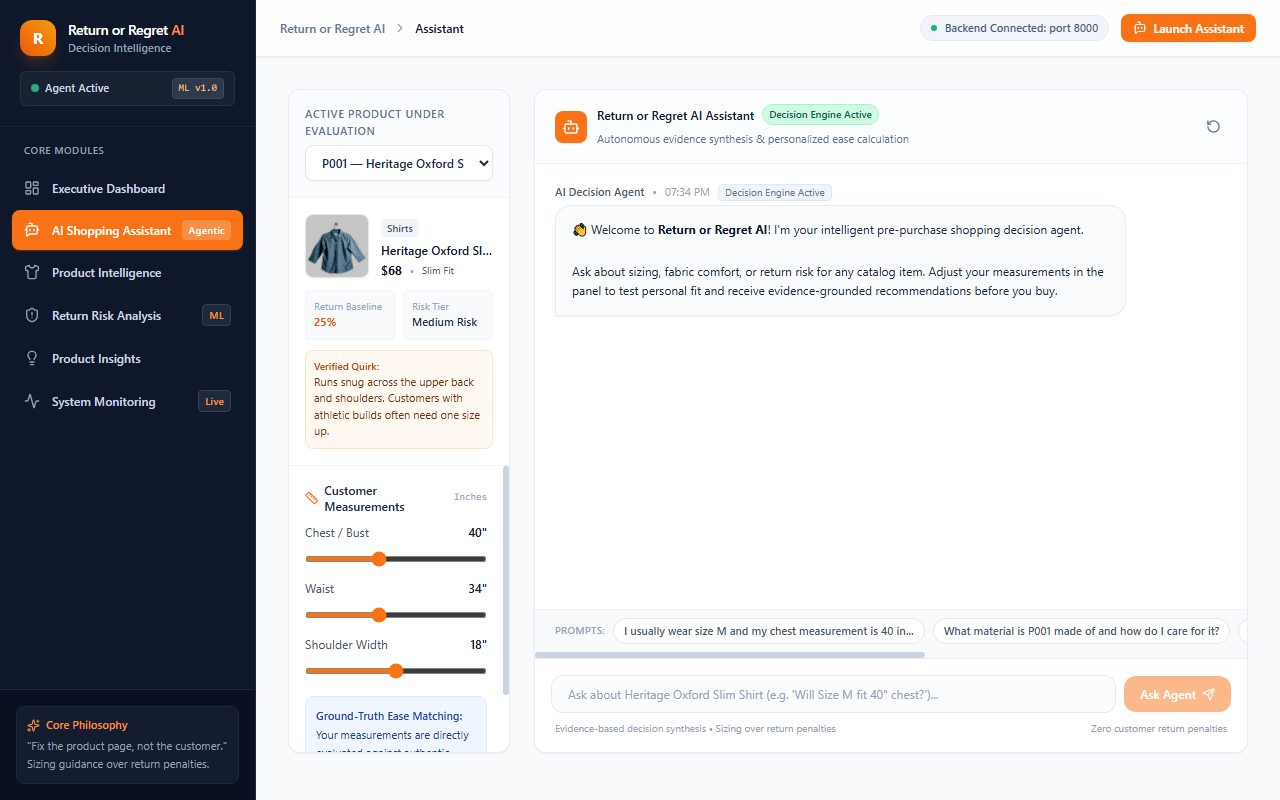 R
Return or Regret AI
Decision Intelligence
Agent Active
ML v1.0
CORE MODULES
Executive Dashboard
AI Shopping Assistant
Agentic
Product Intelligence
Return Risk Analysis
ML
Product Insights
System Monitoring
Live
Core Philosophy
"Fix the product page, not the customer."
Sizing guidance over return penalties.
Return or Regret AI
Assistant
Backend Connected: port 8000
Launch Assistant
ACTIVE PRODUCT UNDER
EVALUATION
P001 — Heritage Oxford S
Shirts
Heritage Oxford Sl...
$68 • Slim Fit
Return Baseline
25%
Risk Tier
Medium Risk
Verified Quirk:
Runs snug across the upper back
and shoulders. Customers with
athletic builds often need one size
up.
Customer
Measurements
Inches
Chest / Bust
40"
Waist
34"
Shoulder Width
18"
Ground-Truth Ease Matching:
Your measurements are directly
Return or Regret AI Assistant
Decision Engine Active
Autonomous evidence synthesis & personalized ease calculation
AI Decision Agent • 07:34 PM
Decision Engine Active
👋 Welcome to Return or Regret AI! I'm your intelligent pre-purchase shopping decision agent.
Ask about sizing, fabric comfort, or return risk for any catalog item. Adjust your measurements in the
panel to test personal fit and receive evidence-grounded recommendations before you buy.
PROMPTS:
I usually wear size M and my chest measurement is 40 in...
What material is P001 made of and how do I care for it?
Ask about Heritage Oxford Slim Shirt (e.g. 'Will Size M fit 40" chest?')...
Ask Agent
Evidence-based decision synthesis • Sizing over return penalties
Zero customer return penalties